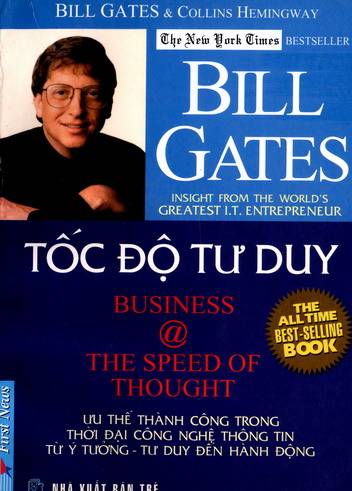 BILL GATES & COLLINS HEMINGWAY
The New York Times BESTSELLER
BILL
GATES
INSIGHT FROM THE WORLD'S
GREATEST I.T. ENTREPRENEUR
TỐC ĐỘ TƯ DUY
BUSINESS
@
THE SPEED OF
THOUGHT
THE
ALL TIME
BEST-SELLING
BOOK
ƯU THẾ THÀNH CÔNG TRONG
THỜI ĐẠI CÔNG NGHỆ THÔNG TIN
TỪ Ý TƯỞNG - TƯ DUY ĐẾN HÀNH ĐỘNG
First News
NHÀ XUẤT BẢN TRẺ